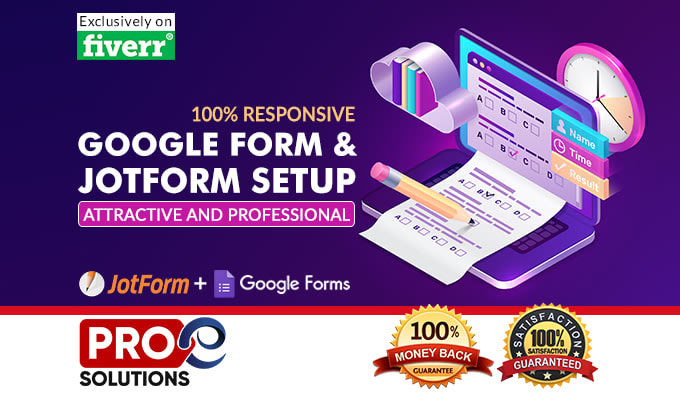 Exclusively on
fiverr®
100% RESPONSIVE
GOOGLE FORM &
JOTFORM SETUP
ATTRACTIVE AND PROFESSIONAL
JotForm + Google Forms
A B C D
A B C D
Name
Time
Result
A B C D
A B C D
PRO e
SOLUTIONS
100%
MONEY BACK
GUARANTEE
SATISFACTION
100%
SATISFACTION
GUARANTEED